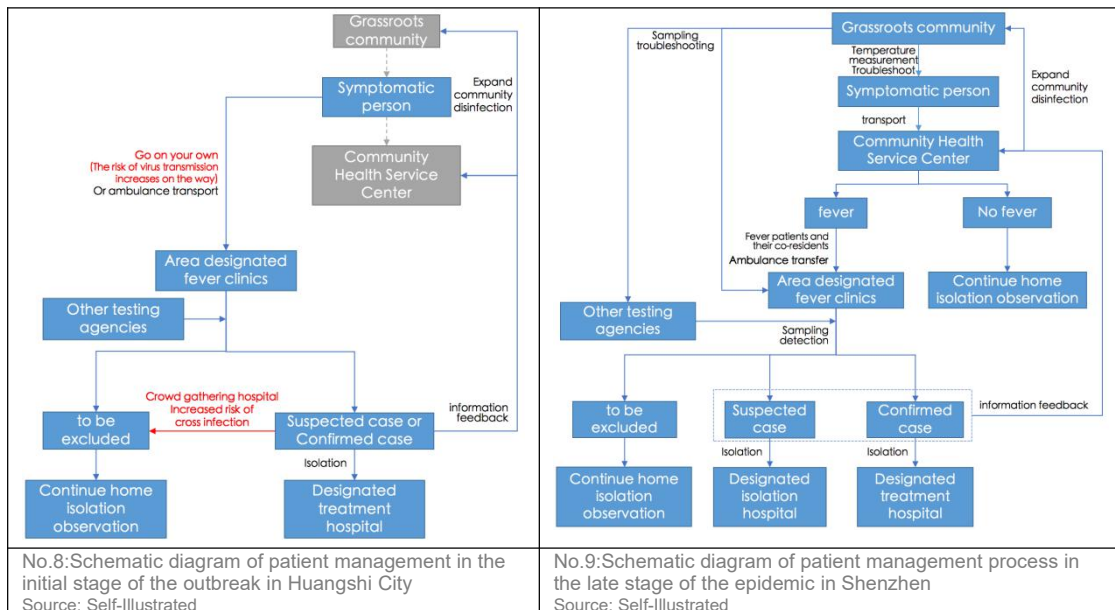 Grassroots
community
Symptomatic
person
Expand
community
disinfection
Community
Health Service
Center
Go on your own
(The risk of virus transmission
increases on the way)
Or ambulance transport
Area designated
fever clinics
Other testing
agencies
Crowd gathering hospital
Increased risk of
cross infection
to be
excluded
Suspected case or
Confirmed case
information
feedback
Isolation
Continue home
isolation
observation
Designated
treatment
hospital
No.8:Schematic diagram of patient management in the
initial stage of the outbreak in Huangshi City
Source: Self-Illustrated
Grassroots community
Sampling
troubleshooting
Temperature
measurement
Troubleshoot
Symptomatic person
Expand
community
disinfection
transport
Community Health
Service Center
fever
No fever
Fever patients and
their co-residents
Ambulance transfer
Area designated
fever clinics
Continue home
isolation observation
Other testing
agencies
Sampling
detection
to be
excluded
Suspected
case
Confirmed
case
information feedback
Isolation
Isolation
Continue home
isolation
observation
Designated
isolation
hospital
Designated
treatment
hospital
No.9:Schematic diagram of patient management process in
the late stage of the epidemic in Shenzhen
Source: Self-Illustrated